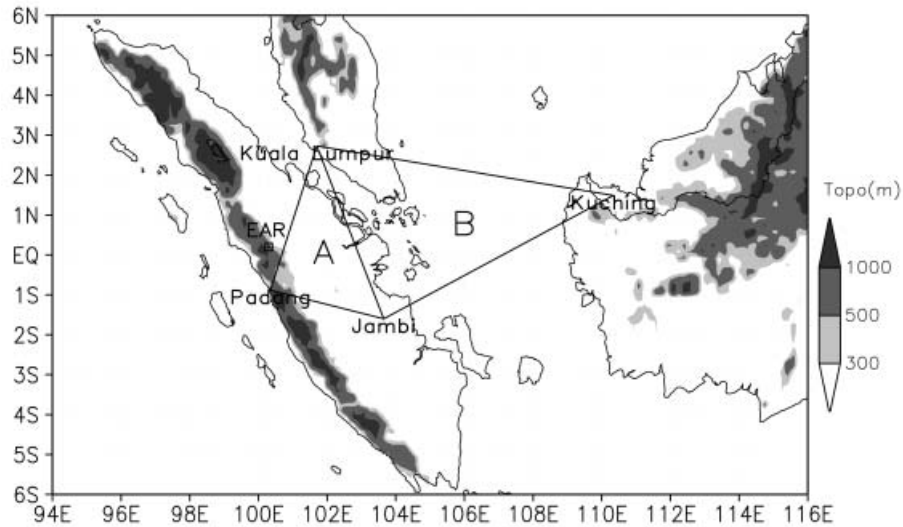 6N
5N
4N
3N
2N
1N
EQ
1S
2S
3S
4S
5S
6S
94E 96E 98E 100E 102E 104E 106E 108E 110E 112E 114E 116E
Kuala Lumpur
Kuching
EAR
A
B
Padang
Jambi
Topo(m)
1000
500
300